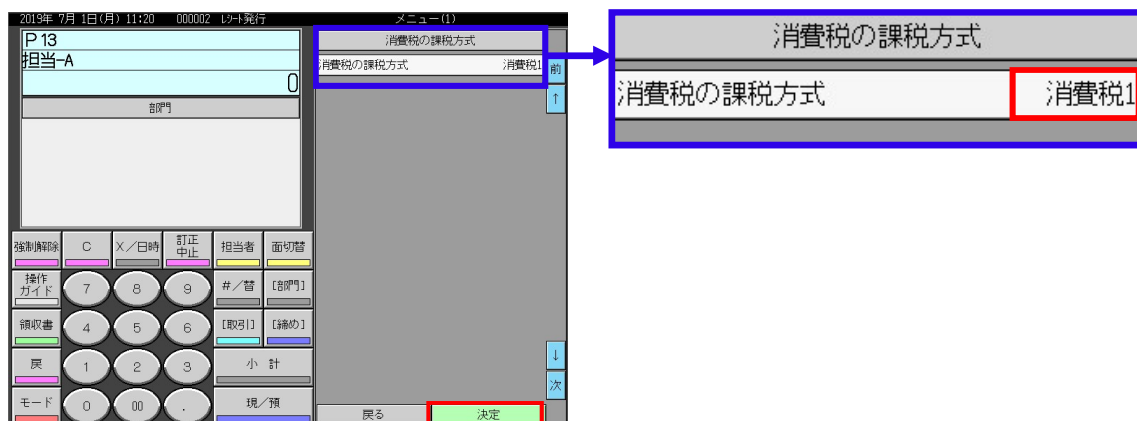 2019年 7月 1日(月) 11:20 000002 レシート発行
メニュー(1)
P 13
担当-A
0
部門
消費税の課税方式
消費税の課税方式 消費税1
前
↑
↓
次
戻る 決定
強制解除 C X/日時 訂正中止 担当者 面切替
操作ガイド 7 8 9 #/替 [部門]
領収書 4 5 6 [取引] [締め]
戻 1 2 3 小 計
モード 0 00 . 現/預
消費税の課税方式
消費税の課税方式 消費税1